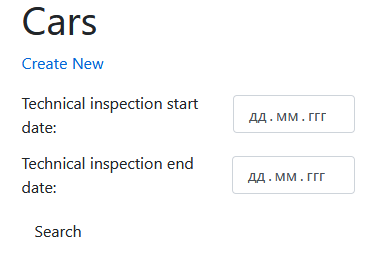 Cars
Create New
Technical inspection start
date:
дд.мм.ггг
Technical inspection end
date:
дд.мм.ггг
Search